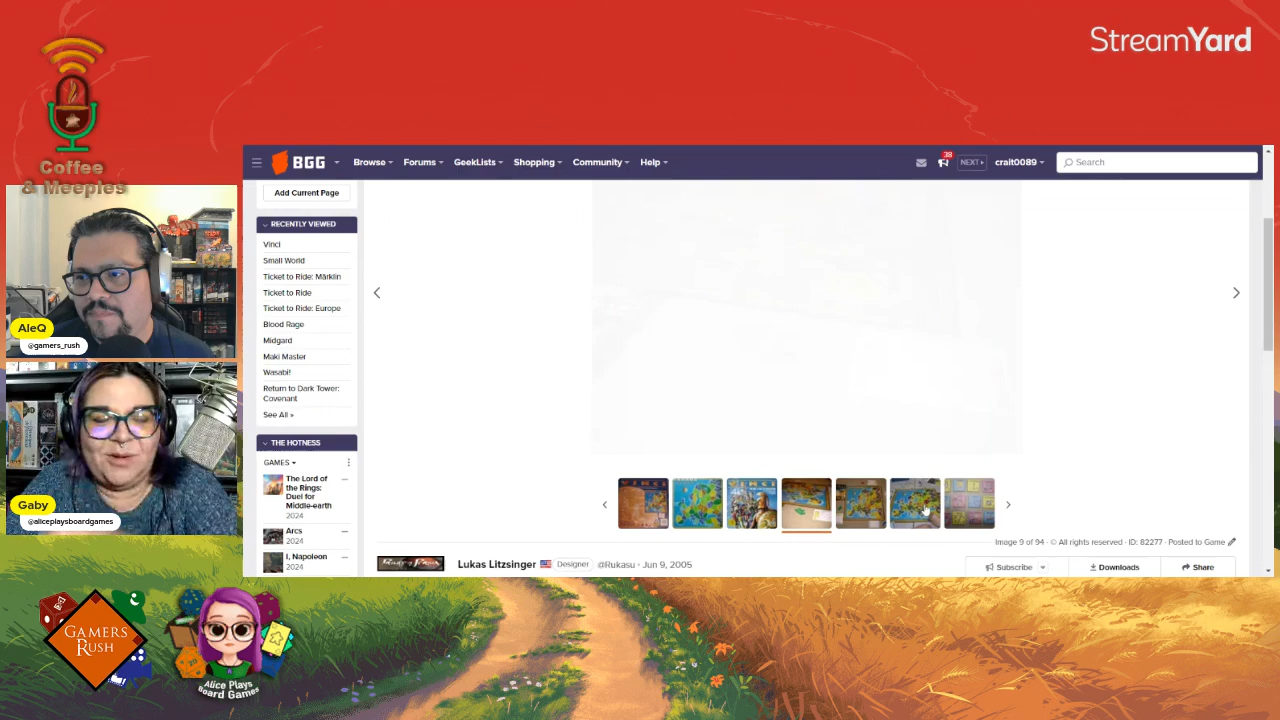 StreamYard
Coffee
& Meeples
BGG
Browse
Forums
GeekLists
Shopping
Community
Help
38
NEXT
crait0089
Search
Add Current Page
RECENTLY VIEWED
Vinci
Small World
Ticket to Ride: Märklin
Ticket to Ride
Ticket to Ride: Europe
Blood Rage
Midgard
Maki Master
Wasabi!
Return to Dark Tower:
Covenant
See All »
THE HOTNESS
GAMES
The Lord of
the Rings:
Duel for
Middle-earth
2024
Arcs
2024
I, Napoleon
2024
AleQ
@gamers_rush
Gaby
@aliceplaysboardgames
VINCI
Image 9 of 94 · © All rights reserved · ID: 82277 · Posted to Game
Lukas Litzsinger
Designer
@Rukasu · Jun 9, 2005
Subscribe
Downloads
Share
GAMERS
RUSH
Alice Plays
Board Games